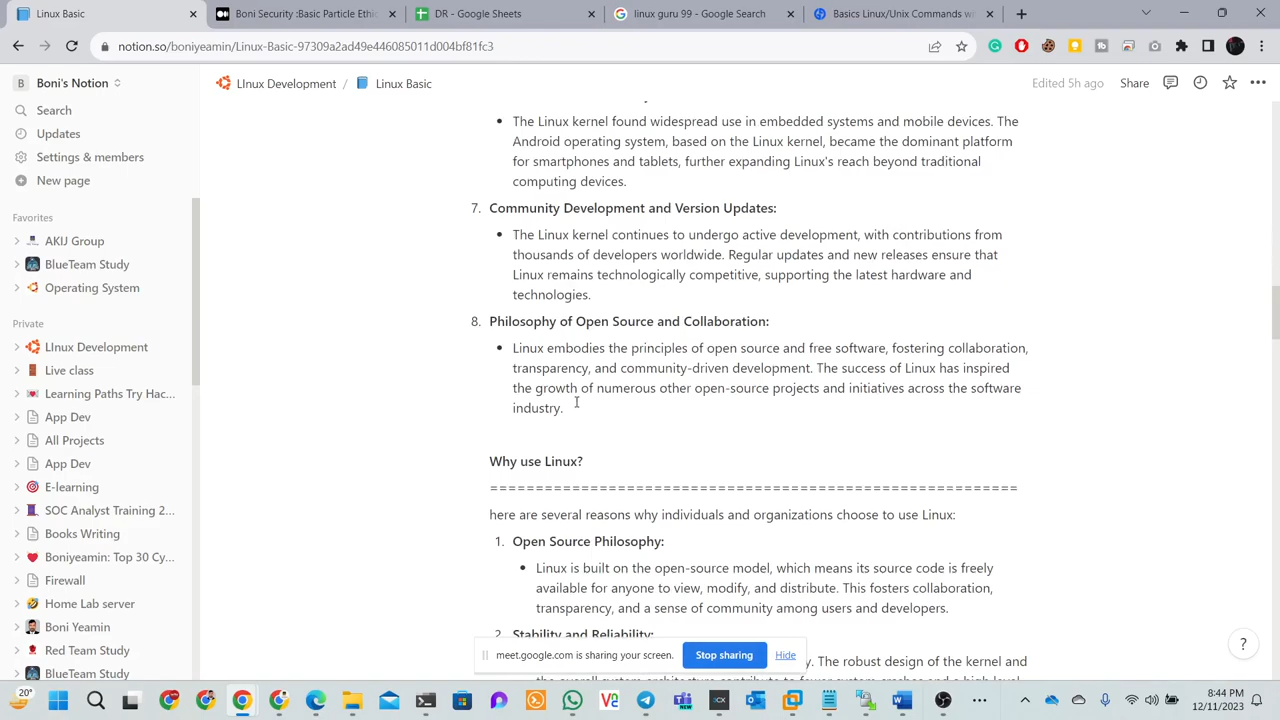 Linux Basic
Boni Security :Basic Particle Ethic
DR - Google Sheets
linux guru 99 - Google Search
Basics Linux/Unix Commands wi
notion.so/boniyeamin/Linux-Basic-97309a2ad49e446085011d004bf81fc3
B Boni's Notion
LInux Development / Linux Basic
Edited 5h ago Share
Search
Updates
Settings & members
New page
Favorites
AKIJ Group
BlueTeam Study
Operating System
Private
LInux Development
Live class
Learning Paths Try Hac...
App Dev
All Projects
App Dev
E-learning
SOC Analyst Training 2...
Books Writing
Boniyeamin: Top 30 Cy...
Firewall
Home Lab server
Boni Yeamin
Red Team Study
BlueTeam Study
• The Linux kernel found widespread use in embedded systems and mobile devices. The
Android operating system, based on the Linux kernel, became the dominant platform
for smartphones and tablets, further expanding Linux's reach beyond traditional
computing devices.
7. Community Development and Version Updates:
• The Linux kernel continues to undergo active development, with contributions from
thousands of developers worldwide. Regular updates and new releases ensure that
Linux remains technologically competitive, supporting the latest hardware and
technologies.
8. Philosophy of Open Source and Collaboration:
• Linux embodies the principles of open source and free software, fostering collaboration,
transparency, and community-driven development. The success of Linux has inspired
the growth of numerous other open-source projects and initiatives across the software
industry.
Why use Linux?
==========================================================
here are several reasons why individuals and organizations choose to use Linux:
1. Open Source Philosophy:
• Linux is built on the open-source model, which means its source code is freely
available for anyone to view, modify, and distribute. This fosters collaboration,
transparency, and a sense of community among users and developers.
2. Stability and Reliability:
y. The robust design of the kernel and
meet.google.com is sharing your screen. Stop sharing Hide
?
20°
8:44 PM
12/11/2023